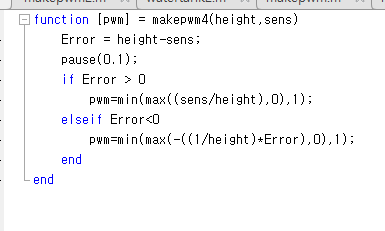 makepwm2.m watertank2.m makepwm.m
function [pwm] = makepwm4(height,sens)
Error = height-sens;
pause(0.1);
if Error > 0
pwm=min(max((sens/height),0),1);
elseif Error<0
pwm=min(max(-((1/height)*Error),0),1);
end
end